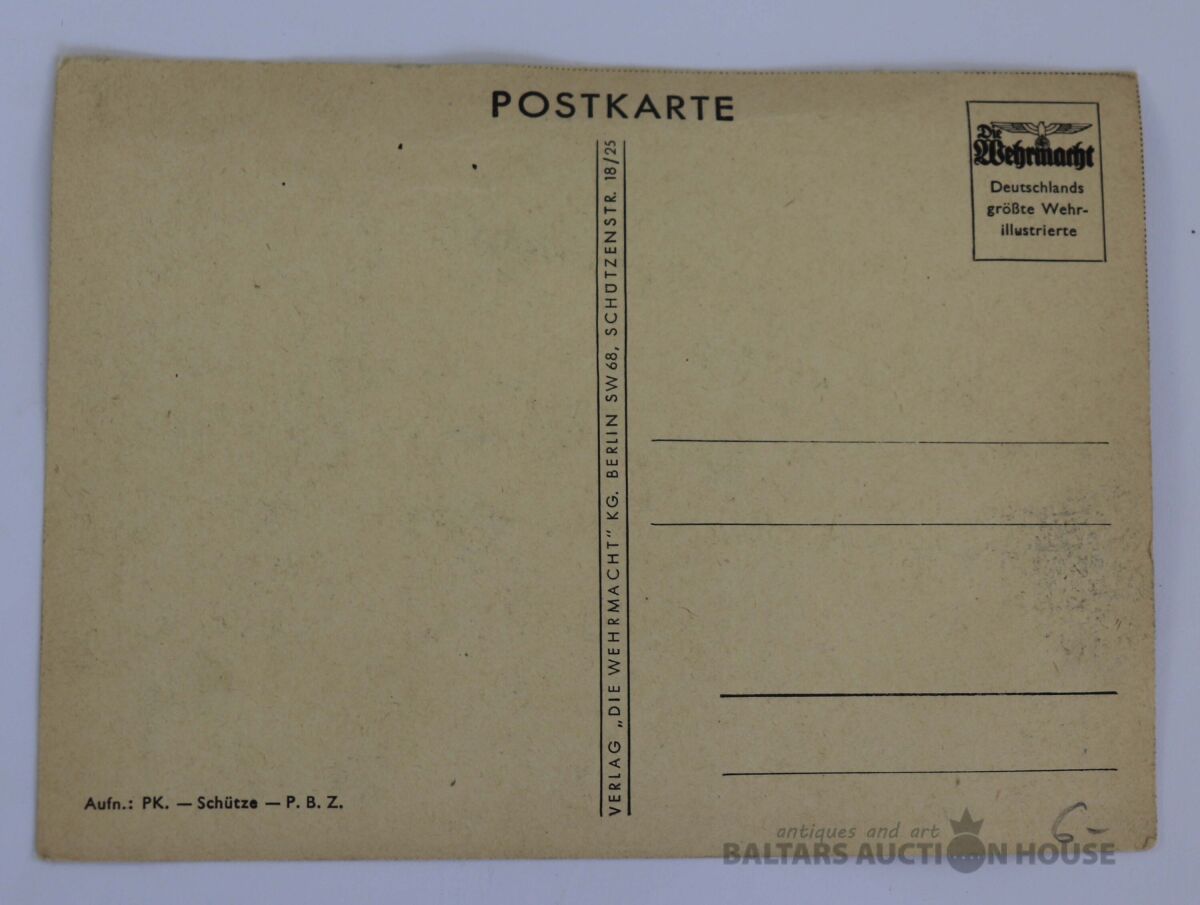 POSTKARTE
Die
Wehrmacht
Deutschlands
größte Wehr-
illustrierte
VERLAG „DIE WEHRMACHT“ KG. BERLIN SW 68, SCHÜTZENSTR. 18/25
Aufn.: PK. — Schütze — P. B. Z.
6-
antiques and art
BALTARS AUCTION HOUSE